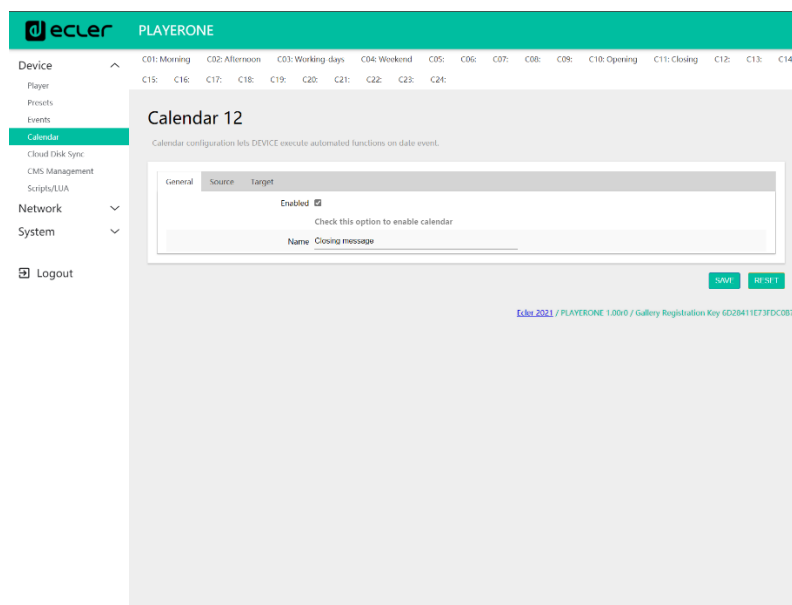 ecler PLAYERONE
Device
Player
Presets
Events
Calendar
Cloud Disk Sync
CMS Management
Scripts/LUA
Network
System
Logout
C01: Morning C02: Afternoon C03: Working days C04: Weekend C05: C06: C07: C08: C09: C10: Opening C11: Closing C12: C13: C14
C15: C16: C17: C18: C19: C20: C21: C22: C23: C24:
Calendar 12
Calendar configuration lets DEVICE execute automated functions on date event.
General Source Target
Enabled
Check this option to enable calendar
Name Closing message
SAVE RESET
Ecler 2021 / PLAYERONE 1.00r0 / Gallery Registration Key 6D28411E73FDC0B7